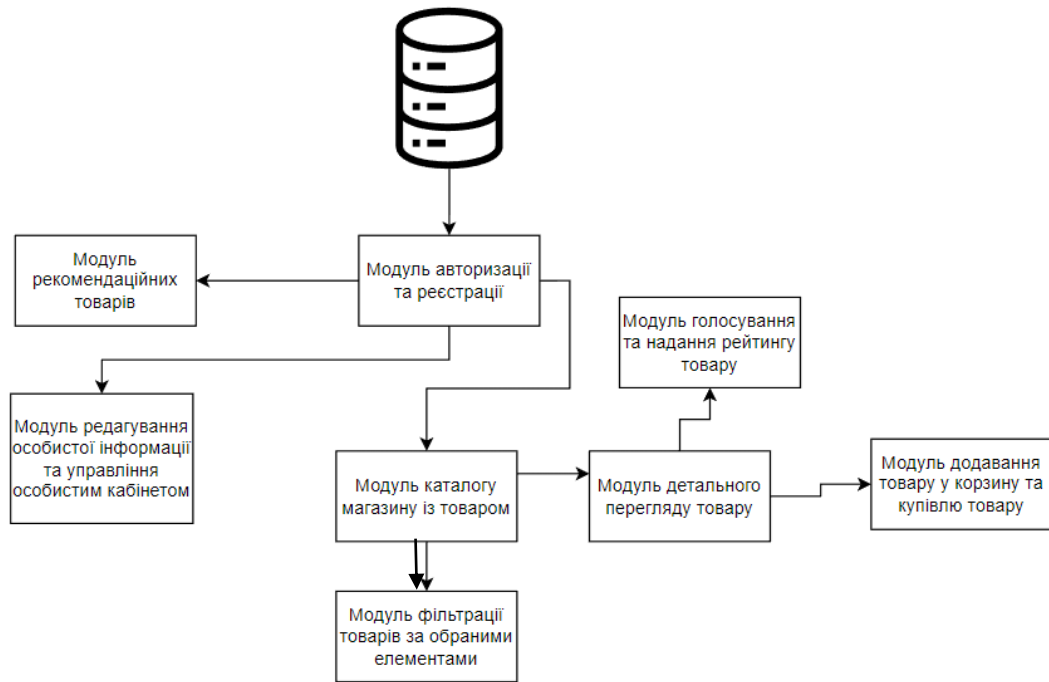 Модуль
рекомендаційних
товарів
Модуль авторизації
та реєстрації
Модуль голосування
та надання рейтингу
товару
Модуль редагування
особистої інформації
та управління
особистим кабінетом
Модуль каталогу
магазину із товаром
Модуль детального
перегляду товару
Модуль додавання
товару у корзину та
купівлю товару
Модуль фільтрації
товарів за обраними
елементами